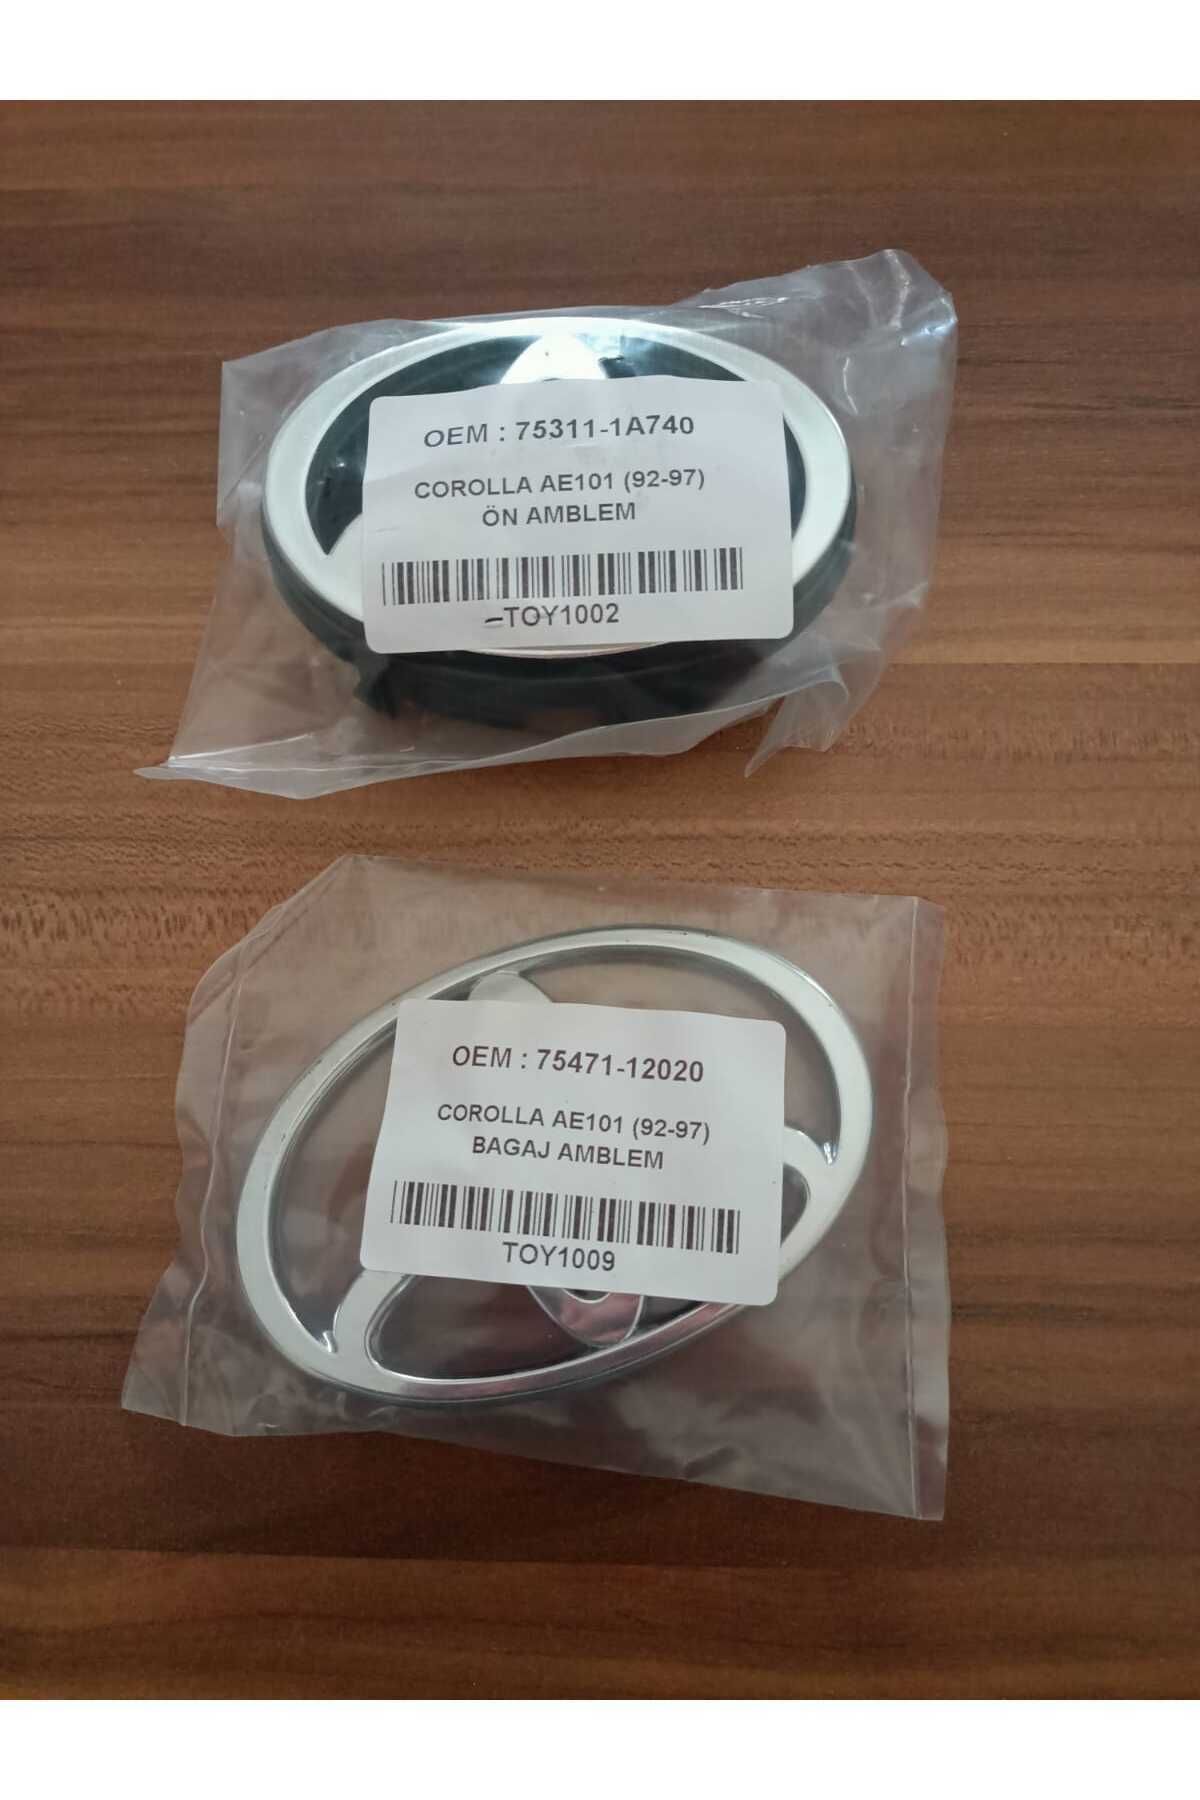 OEM : 75311-1A740
COROLLA AE101 (92-97)
ÖN AMBLEM
TOY1002
OEM : 75471-12020
COROLLA AE101 (92-97)
BAGAJ AMBLEM
TOY1009